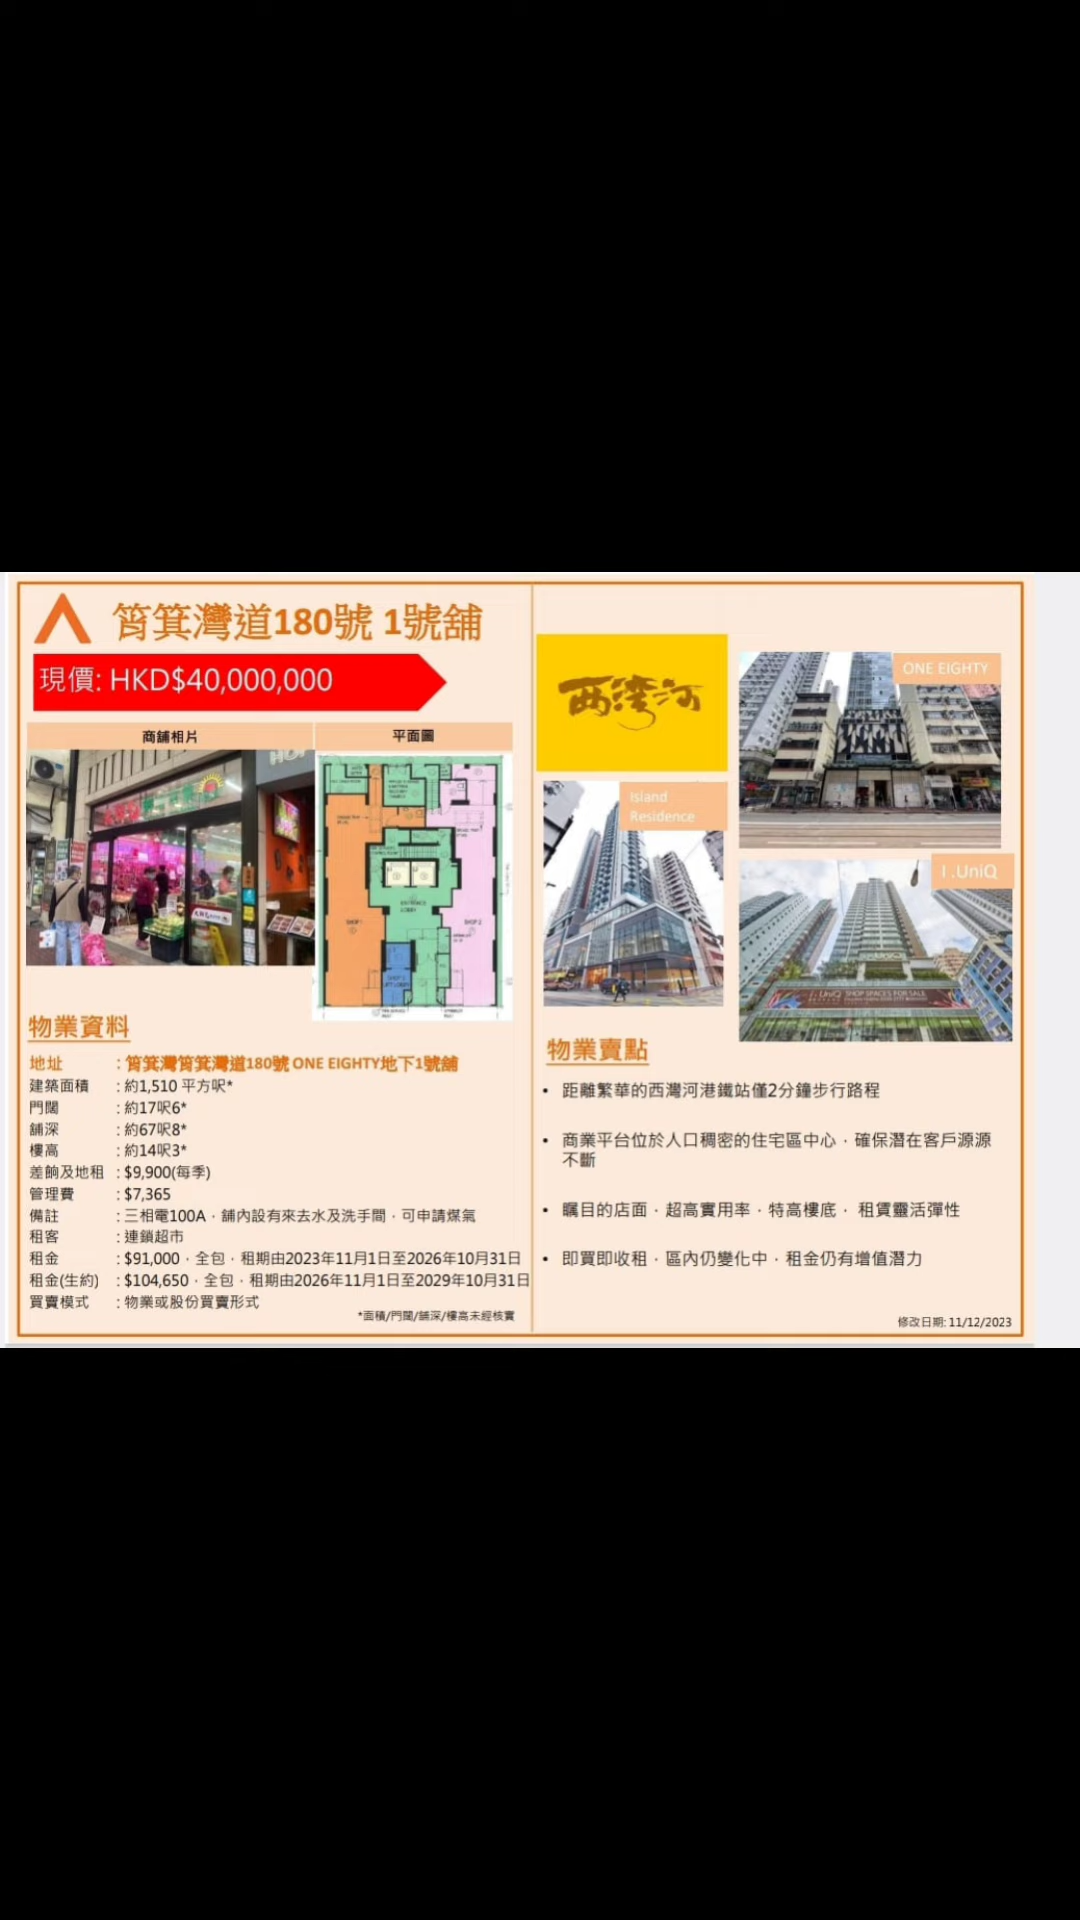 筲箕灣道180號 1號舖
現價: HKD$40,000,000
商舖相片
平面圖
SHOP 1
SHOP 2
ENTRANCE
LOBBY
物業資料
地址 : 筲箕灣筲箕灣道180號 ONE EIGHTY地下1號舖
建築面積 : 約1,510 平方呎*
門闊 : 約17呎6*
舖深 : 約67呎8*
樓高 : 約14呎3*
差餉及地租 : $9,900(每季)
管理費 : $7,365
備註 : 三相電100A﹐舖內設有來去水及洗手間﹐可申請煤氣
租客 : 連鎖超市
租金 : $91,000﹐全包﹐租期由2023年11月1日至2026年10月31日
租金(生約) : $104,650﹐全包﹐租期由2026年11月1日至2029年10月31日
買賣模式 : 物業或股份買賣形式
*面積/門闊/舖深/樓高未經核實
西灣河
ONE EIGHTY
Island
Residence
I .UniQ
I.UniQ SHOP SPACES FOR SALE
物業賣點
• 距離繁華的西灣河港鐵站僅2分鐘步行路程
• 商業平台位於人口稠密的住宅區中心﹐確保潛在客戶源源
不斷
• 矚目的店面﹐超高實用率﹐特高樓底﹐ 租賃靈活彈性
• 即買即收租﹐區內仍變化中﹐租金仍有增值潛力
修改日期: 11/12/2023